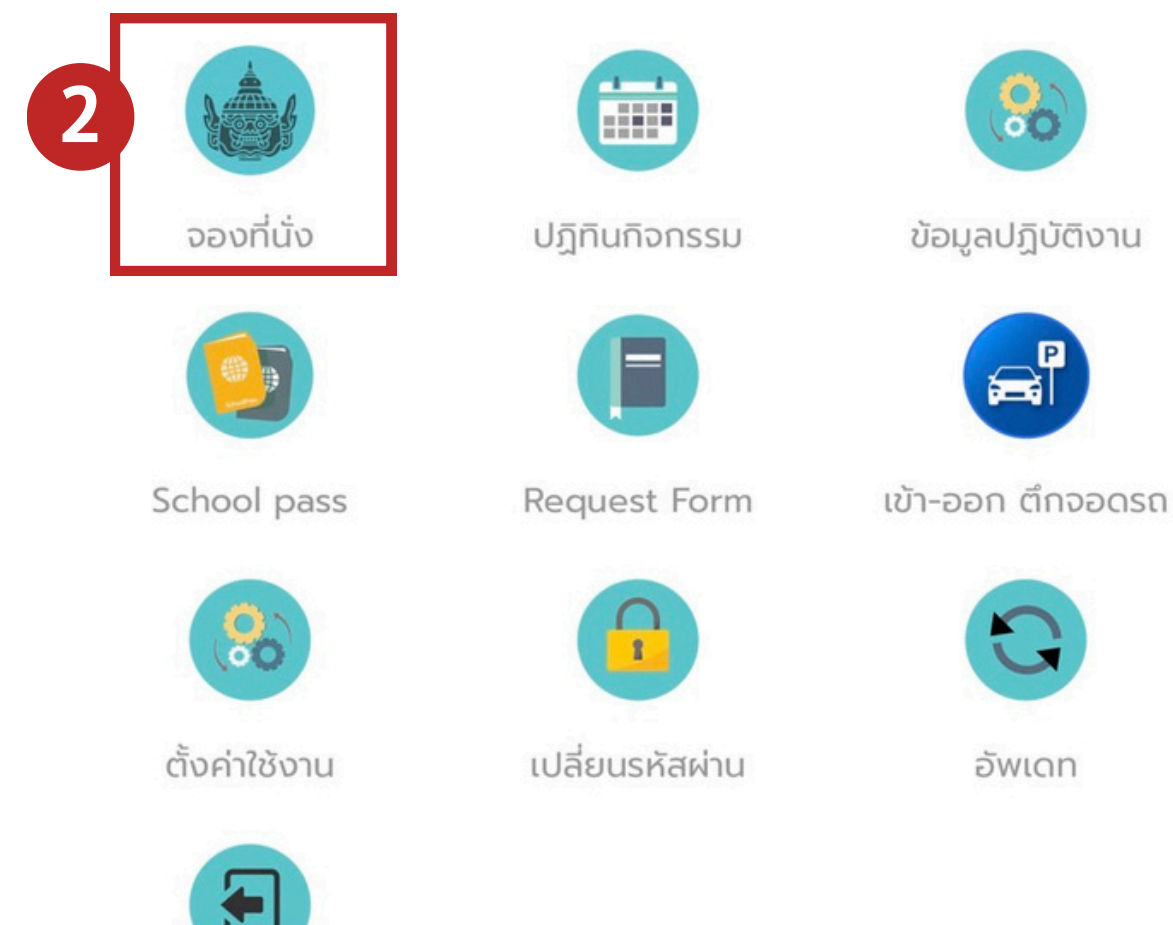 2
จองที่นั่ง
ปฏิทินกิจกรรม
ข้อมูลปฏิบัติงาน
P
School pass
Request Form
เข้า-ออก ตึกจอดรถ
ตั้งค่าใช้งาน
เปลี่ยนรหัสผ่าน
อัพเดท